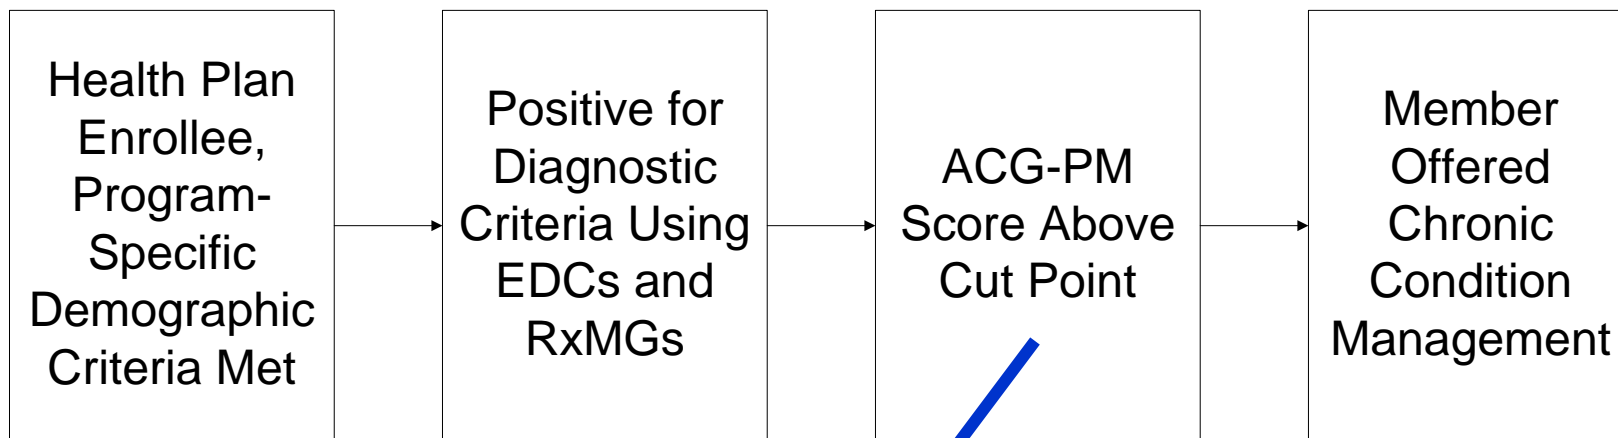 Health Plan
Enrollee,
Program-
Specific
Demographic
Criteria Met
Positive for
Diagnostic
Criteria Using
EDCs and
RxMGs
ACG-PM
Score Above
Cut Point
Member
Offered
Chronic
Condition
Management